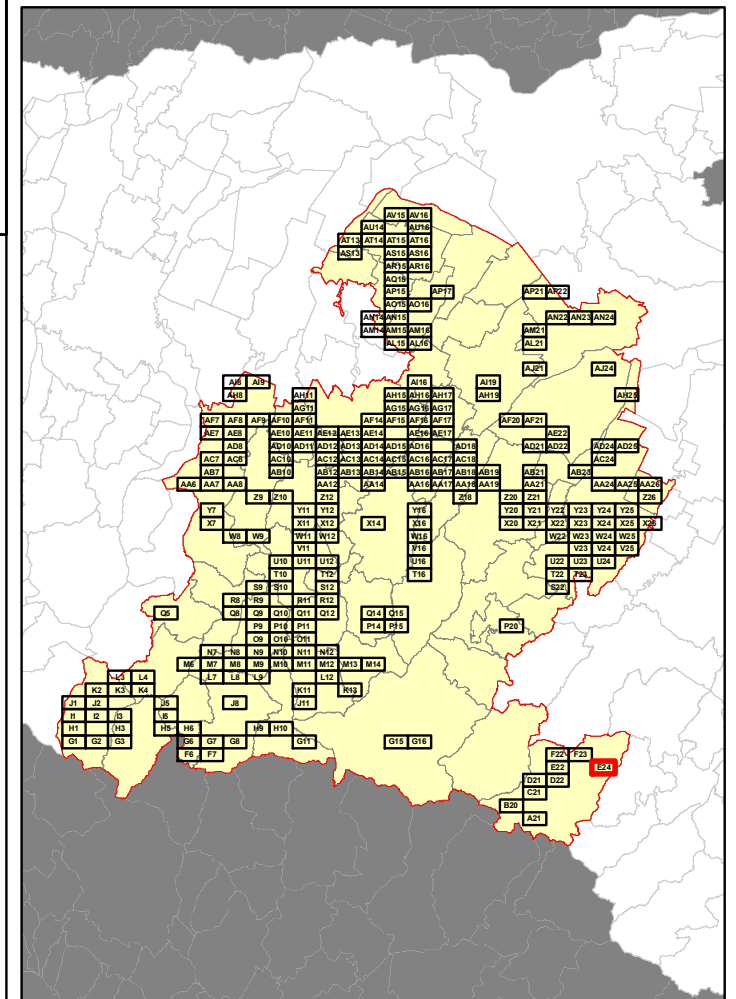 AV15 AV16
AU14 AU16
AT13 AT14 AT15 AT16
AS13 AS15 AS16
AR15 AR16
AQ15
AP15 AP17 AP21 AP22
AO15 AO16
AN14 AN15 AN22 AN23 AN24
AM14 AM15 AM16 AM21
AL15 AL16 AL21
AJ21 AJ24
AI8 AI9 AI16 AI19
AH8 AH11 AH15 AH16 AH17 AH19 AH25
AG11 AG15 AG16 AG17
AF7 AF8 AF9 AF10 AF11 AF14 AF15 AF16 AF17 AF20 AF21
AE7 AE8 AE10 AE11 AE12 AE13 AE14 AE16 AE17 AE22
AD8 AD10 AD11 AD12 AD13 AD14 AD15 AD16 AD18 AD21 AD22 AD24 AD25
AC7 AC8 AC10 AC12 AC13 AC14 AC15 AC16 AC17 AC18 AC24
AB7 AB10 AB12 AB13 AB14 AB15 AB16 AB17 AB18 AB19 AB21 AB23
AA6 AA7 AA8 AA12 AA14 AA16 AA17 AA18 AA19 AA21 AA24 AA25 AA26
Z9 Z10 Z12 Z18 Z20 Z21 Z26
Y7 Y11 Y12 Y16 Y20 Y21 Y22 Y23 Y24 Y25
X7 X11 X12 X14 X16 X20 X21 X22 X23 X24 X25 X26
W8 W9 W11 W12 W16 W22 W23 W24 W25
V11 V16 V23 V24 V25
U10 U11 U12 U16 U22 U23 U24
T10 T12 T16 T22 T23
S9 S10 S12 S22
R8 R9 R11 R12
Q5 Q8 Q9 Q10 Q11 Q12 Q14 Q15
P9 P10 P11 P14 P15 P20
O9 O10 O11
N7 N8 N9 N10 N11 N12
M6 M7 M8 M9 M10 M11 M12 M13 M14
L3 L4 L7 L8 L9 L12
K2 K3 K4 K11 K13
J1 J2 J5 J8 J11
I1 I2 I3 I5
H1 H3 H5 H6 H9 H10
G1 G2 G3 G6 G7 G8 G11 G15 G16
F6 F7 F22 F23
E22 E24
D21 D22
C21
B20
A21